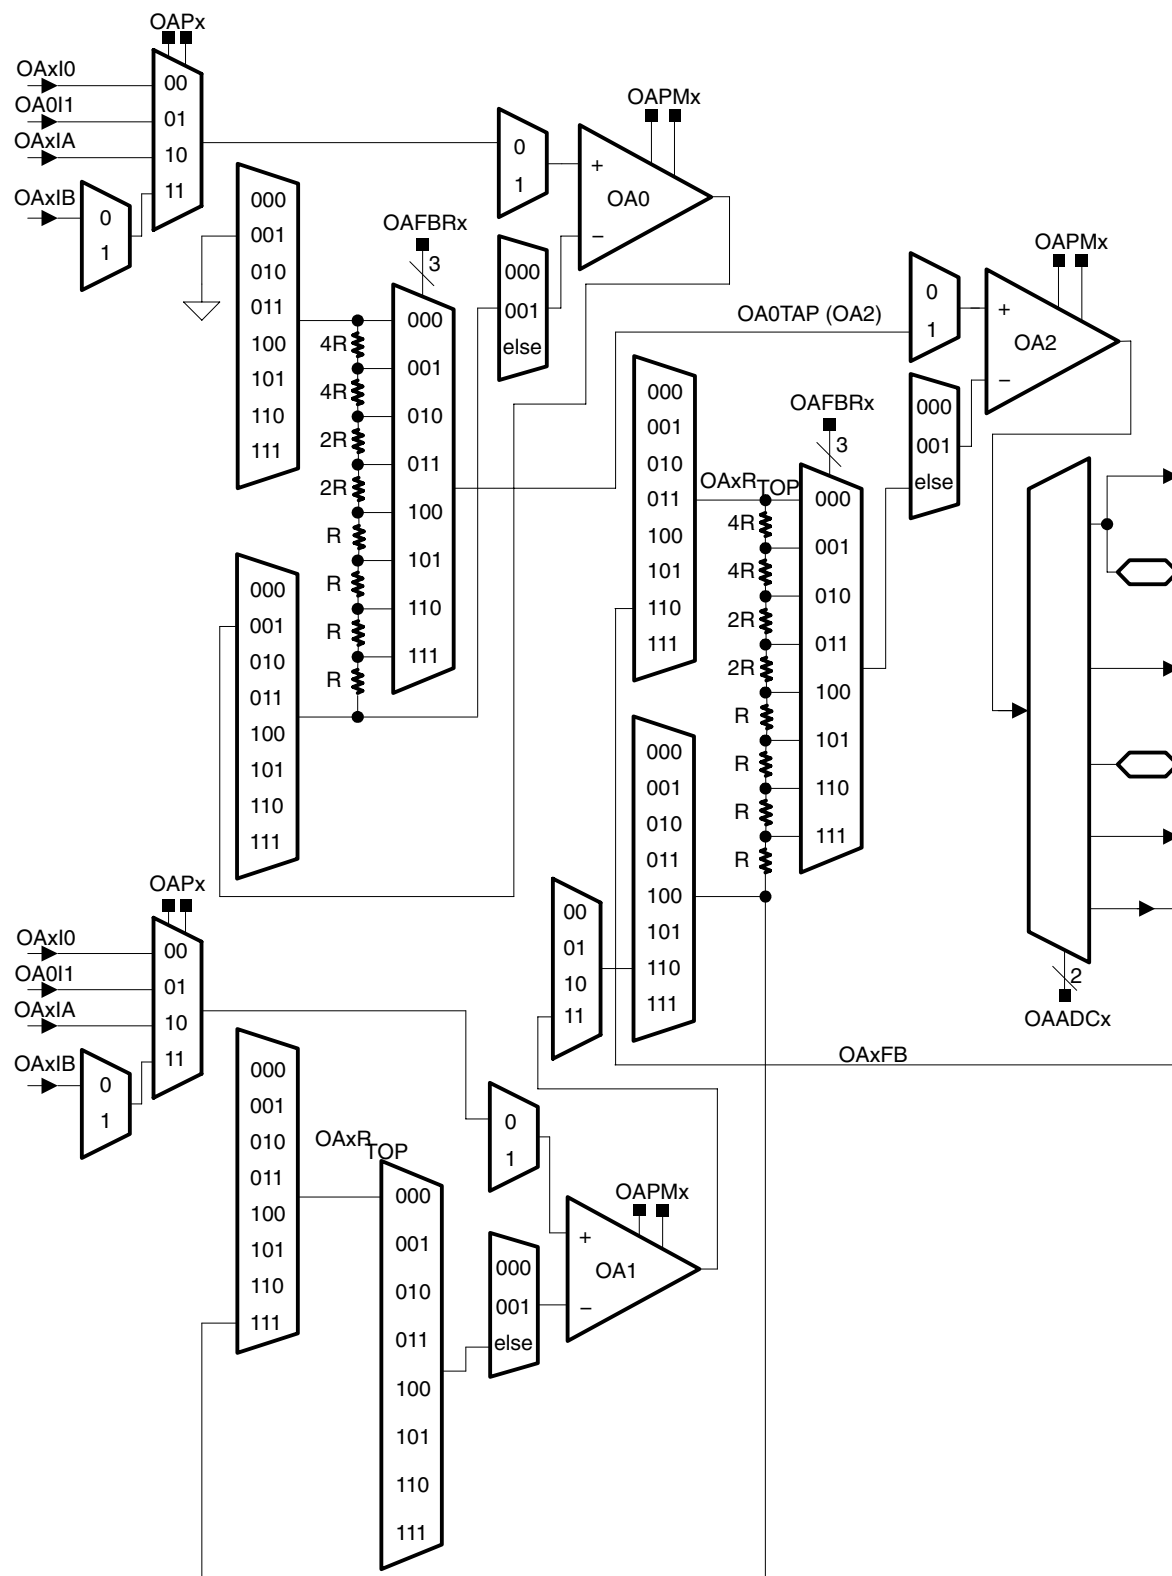 OAPx
OAxI0
OA0I1
OAxIA
OAxIB
00
01
10
11
0
1
000
001
010
011
100
101
110
111
OAFBRx
3
4R
4R
2R
2R
R
R
R
R
000
001
010
011
100
101
110
111
0
1
000
001
else
OAPMx
+
OA0
−
000
001
010
011
100
101
110
111
OA0TAP (OA2)
0
1
000
001
else
OAPMx
+
OA2
−
000
001
010
011
100
101
110
111
OAxRTOP
OAFBRx
3
4R
4R
2R
2R
R
R
R
R
000
001
010
011
100
101
110
111
000
001
010
011
100
101
110
111
00
01
10
11
2
OAADCx
OAxFB
OAPx
OAxI0
OA0I1
OAxIA
OAxIB
00
01
10
11
0
1
000
001
010
011
100
101
110
111
OAxRTOP
000
001
010
011
100
101
110
111
0
1
000
001
else
OAPMx
+
OA1
−